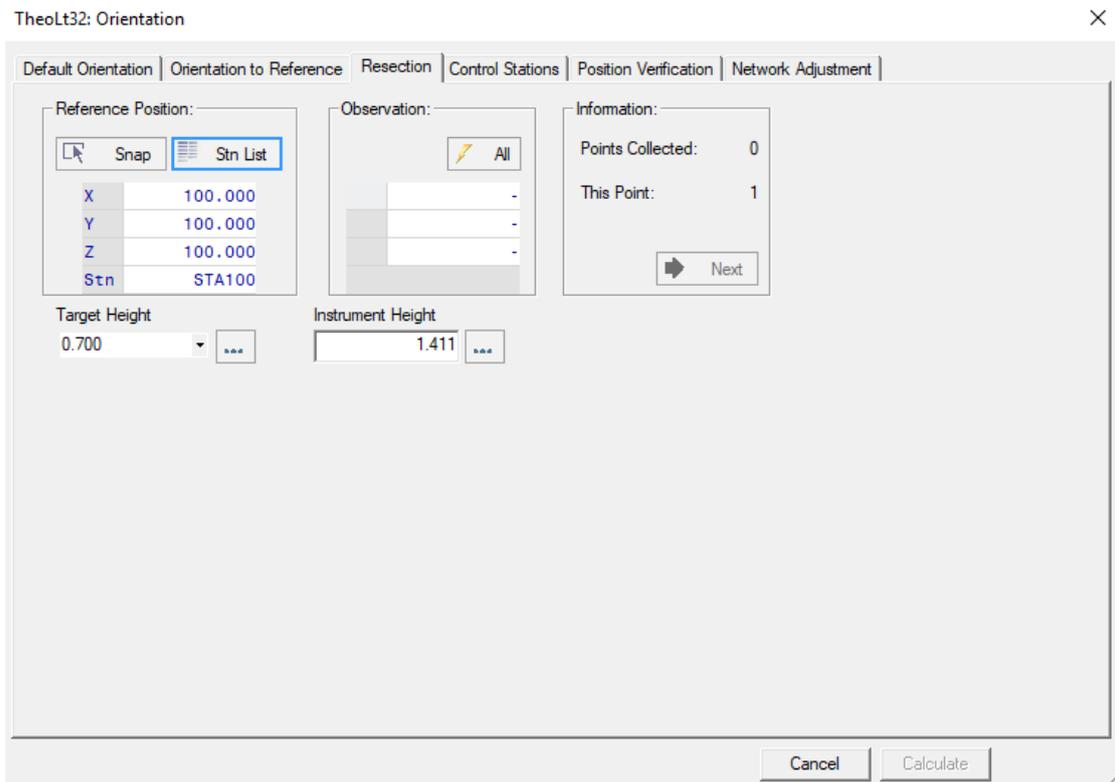 TheoLt32: Orientation
Default Orientation Orientation to Reference Resection Control Stations Position Verification Network Adjustment
Reference Position:
Snap Stn List
X 100.000
Y 100.000
Z 100.000
Stn STA100
Observation:
All
-
-
-
Information:
Points Collected: 0
This Point: 1
Next
Target Height
0.700 ...
Instrument Height
1.411 ...
Cancel Calculate